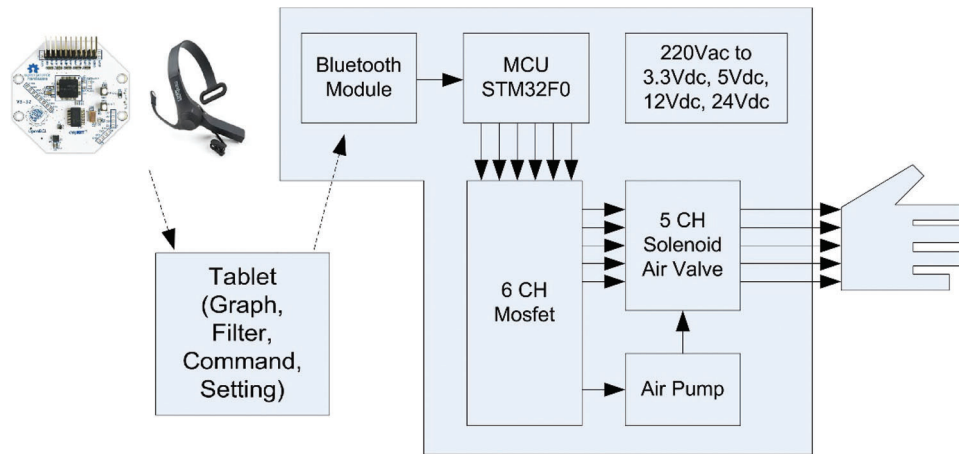 Bluetooth
Module
MCU
STM32F0
220Vac to
3.3Vdc, 5Vdc,
12Vdc, 24Vdc
Tablet
(Graph,
Filter,
Command,
Setting)
6 CH
Mosfet
5 CH
Solenoid
Air Valve
Air Pump